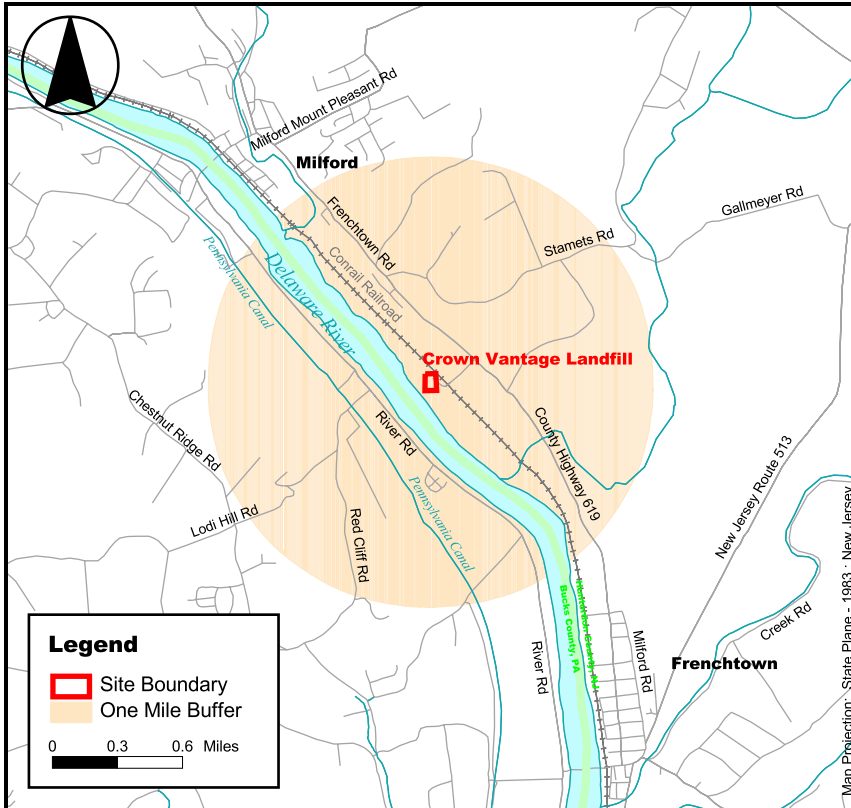 Milford Mount Pleasant Rd
Milford
Gallmeyer Rd
Frenchtown Rd
Stamets Rd
Conrail Railroad
Pennsylvania Canal
Delaware River
Crown Vantage Landfill
Chestnut Ridge Rd
River Rd
County Highway 619
New Jersey Route 513
Lodi Hill Rd
Pennsylvania Canal
Red Cliff Rd
Bucks County, PA
Creek Rd
Milford Rd
River Rd
Frenchtown
Map Projection: State Plane - 1983 : New Jersey
Legend
Site Boundary
One Mile Buffer
0 0.3 0.6 Miles